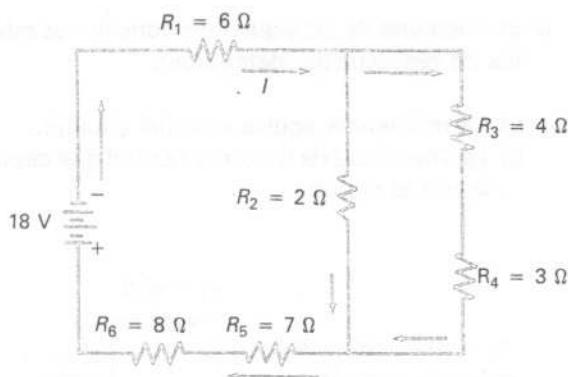 R₁ = 6 Ω
I
R₃ = 4 Ω
R₂ = 2 Ω
−
18 V
+
R₄ = 3 Ω
R₆ = 8 Ω
R₅ = 7 Ω